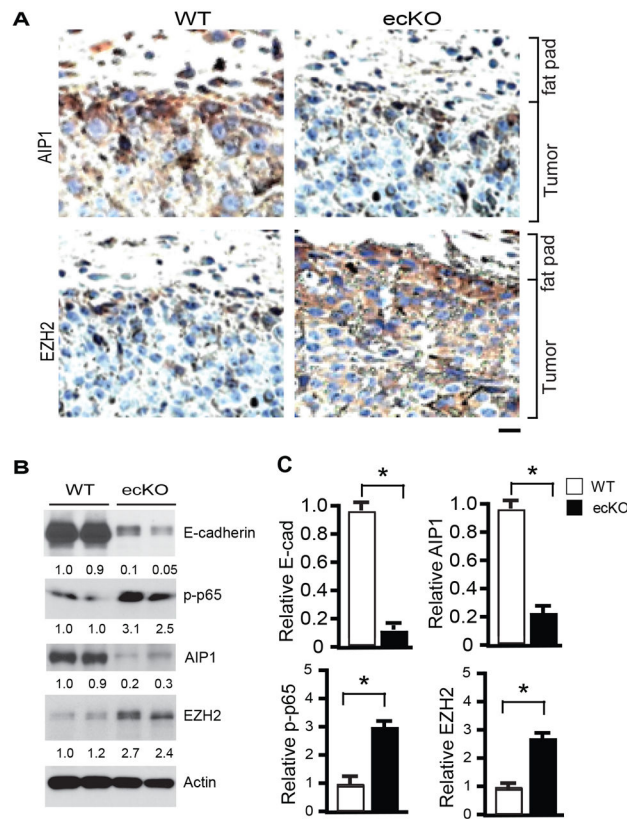 A
WT
ecKO
AIP1
fat pad
Tumor
EZH2
fat pad
Tumor
B
WT ecKO
E-cadherin
1.0 0.9 0.1 0.05
p-p65
1.0 1.0 3.1 2.5
AIP1
1.0 0.9 0.2 0.3
EZH2
1.0 1.2 2.7 2.4
Actin
C
WT
ecKO
Relative E-cad
1.0
0.8
0.6
0.4
0.2
0
*
Relative AIP1
1.0
0.8
0.6
0.4
0.2
0
*
Relative p-p65
5
4
3
2
1
0
*
Relative EZH2
4
3
2
1
0
*